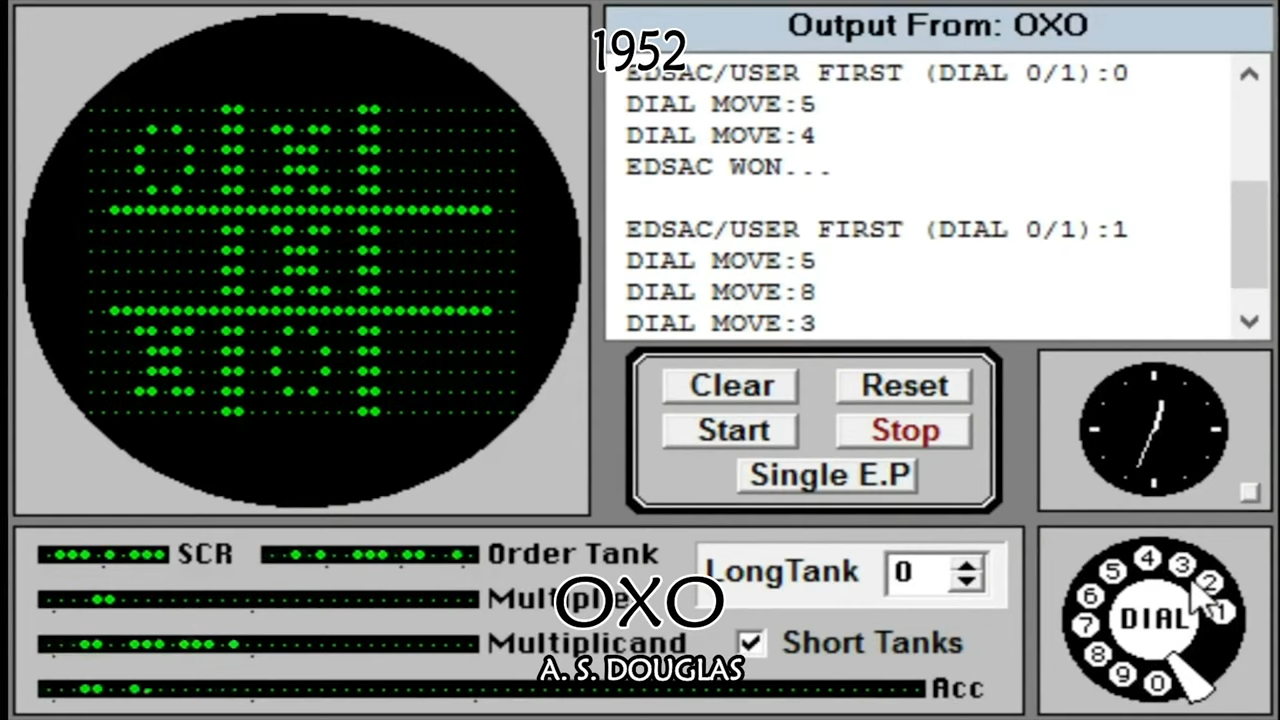 Output From: OXO
1952
EDSAC/USER FIRST (DIAL 0/1):0
DIAL MOVE:5
DIAL MOVE:4
EDSAC WON...
EDSAC/USER FIRST (DIAL 0/1):1
DIAL MOVE:5
DIAL MOVE:8
DIAL MOVE:3
Clear
Reset
Start
Stop
Single E.P
SCR
Order Tank
LongTank
0
OXO
Multiplicand
Short Tanks
A. S. DOUGLAS
Acc
4
3
5
2
6
1
DIAL
7
8
9
0